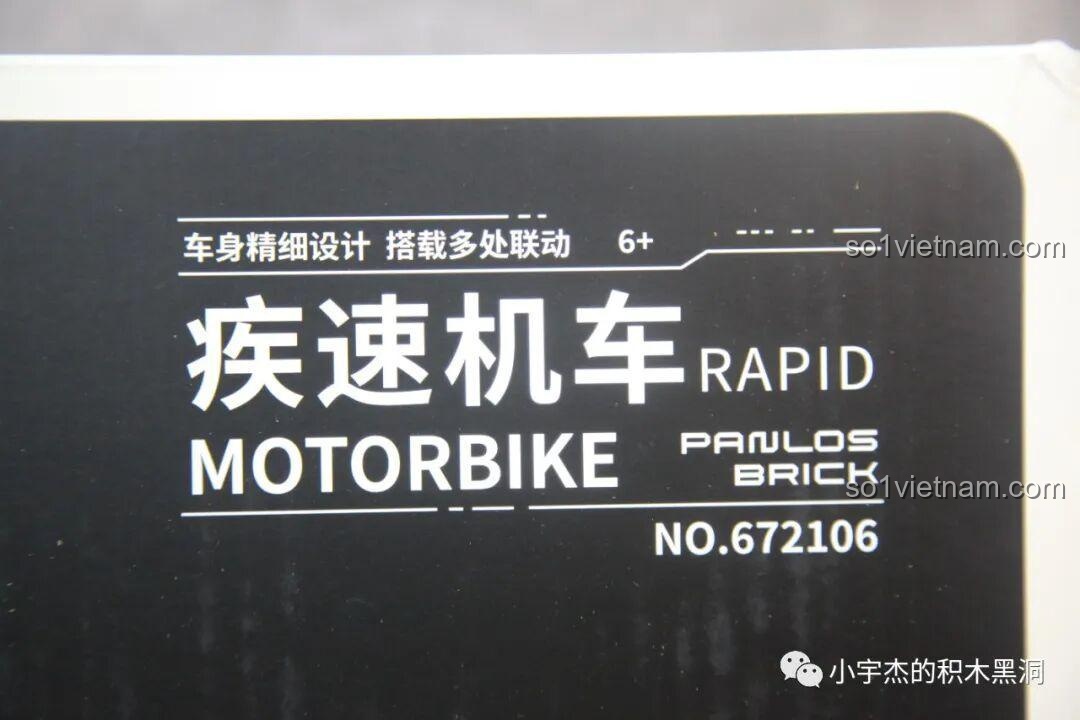 车身精细设计 搭载多处联动 6+
so1vietnam.com
疾速机车 RAPID
MOTORBIKE
PANLOS
BRICK
so1vietnam.com
NO.672106
小宇杰的积木黑洞